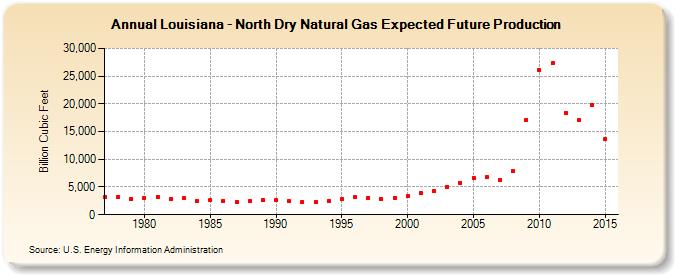 Annual Louisiana - North Dry Natural Gas Expected Future Production
Billion Cubic Feet
30,000
25,000
20,000
15,000
10,000
5,000
0
1980 1985 1990 1995 2000 2005 2010 2015
Source: U.S. Energy Information Administration